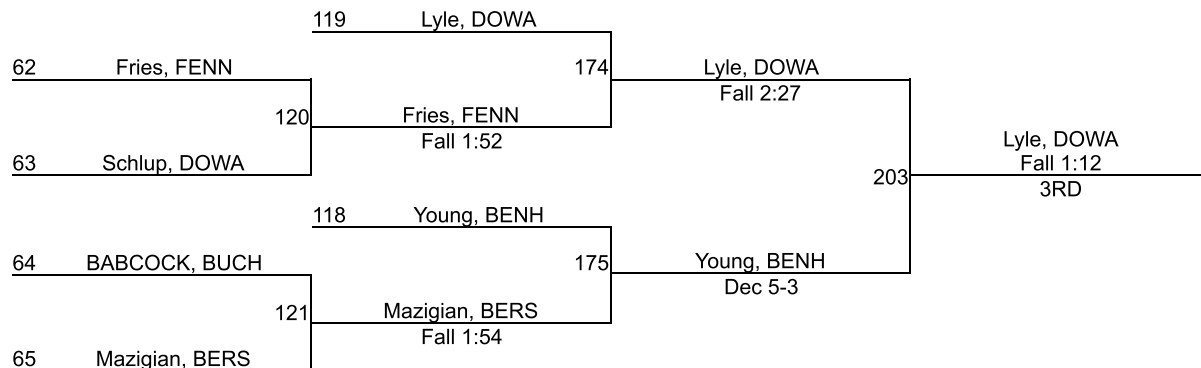 119 Lyle, DOWA
62 Fries, FENN
174 Lyle, DOWA
Fall 2:27
120 Fries, FENN
Fall 1:52
Lyle, DOWA
63 Schlup, DOWA
Fall 1:12
203
3RD
118 Young, BENH
64 BABCOCK, BUCH
175 Young, BENH
Dec 5-3
121 Mazigian, BERS
Fall 1:54
65 Mazigian, BERS